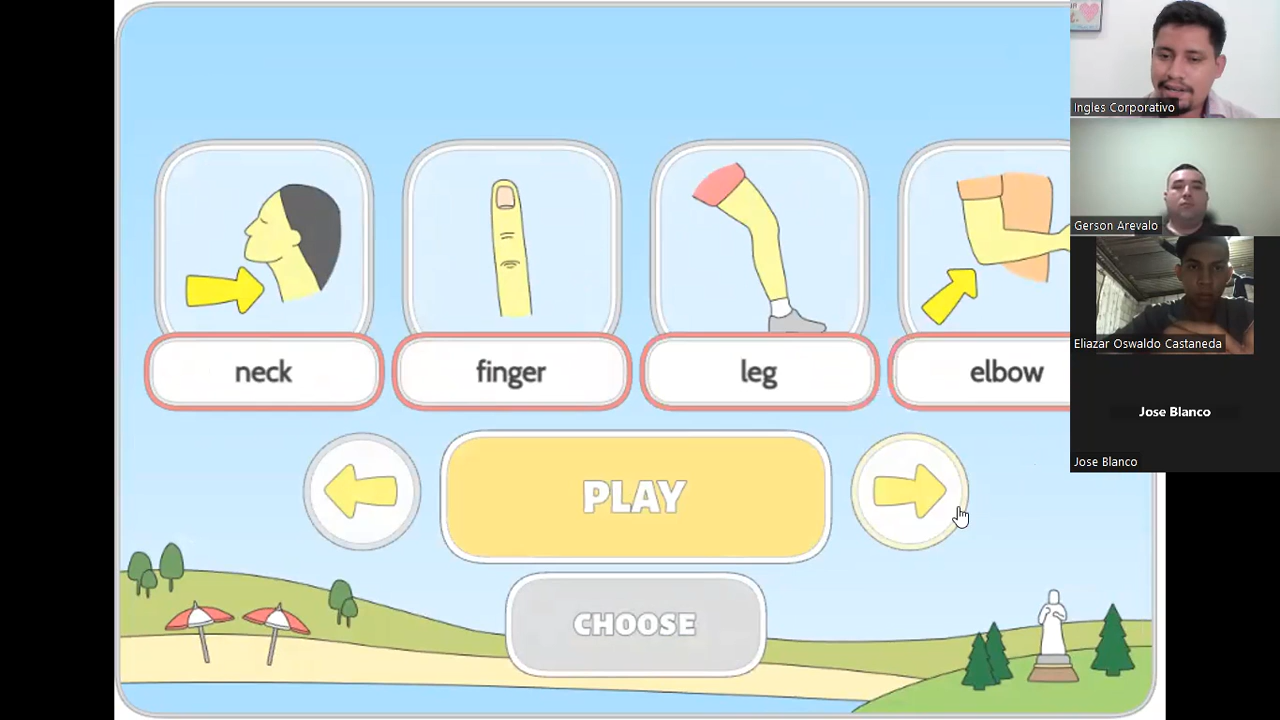 neck
finger
leg
elbow
PLAY
CHOOSE
Ingles Corporativo
Gerson Arevalo
Eliazar Oswaldo Castaneda
Jose Blanco
Jose Blanco